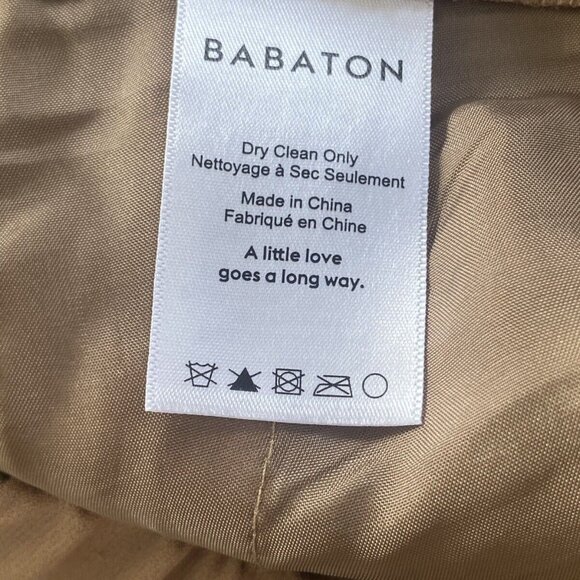 BABATON
Dry Clean Only
Nettoyage à Sec Seulement
Made in China
Fabriqué en Chine
A little love
goes a long way.